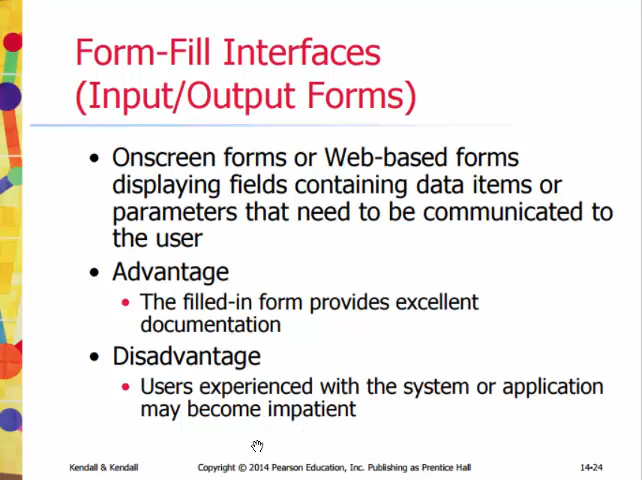 Form-Fill Interfaces
(Input/Output Forms)
• Onscreen forms or Web-based forms
displaying fields containing data items or
parameters that need to be communicated to
the user
• Advantage
• The filled-in form provides excellent
documentation
• Disadvantage
• Users experienced with the system or application
may become impatient
Kendall & Kendall Copyright © 2014 Pearson Education, Inc. Publishing as Prentice Hall 14-24